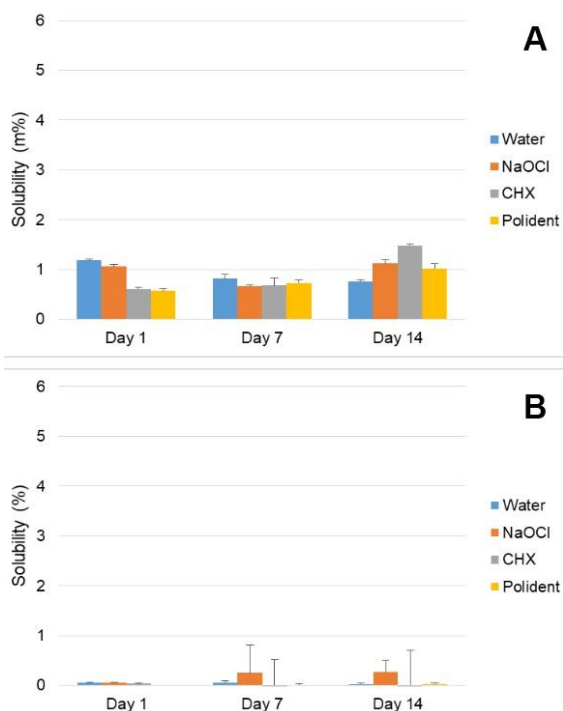 A
6
5
4
3
2
1
0
Solubility (m%)
Water
NaOCl
CHX
Polident
Day 1
Day 7
Day 14
B
6
5
4
3
2
1
0
Solubility (%)
Water
NaOCl
CHX
Polident
Day 1
Day 7
Day 14